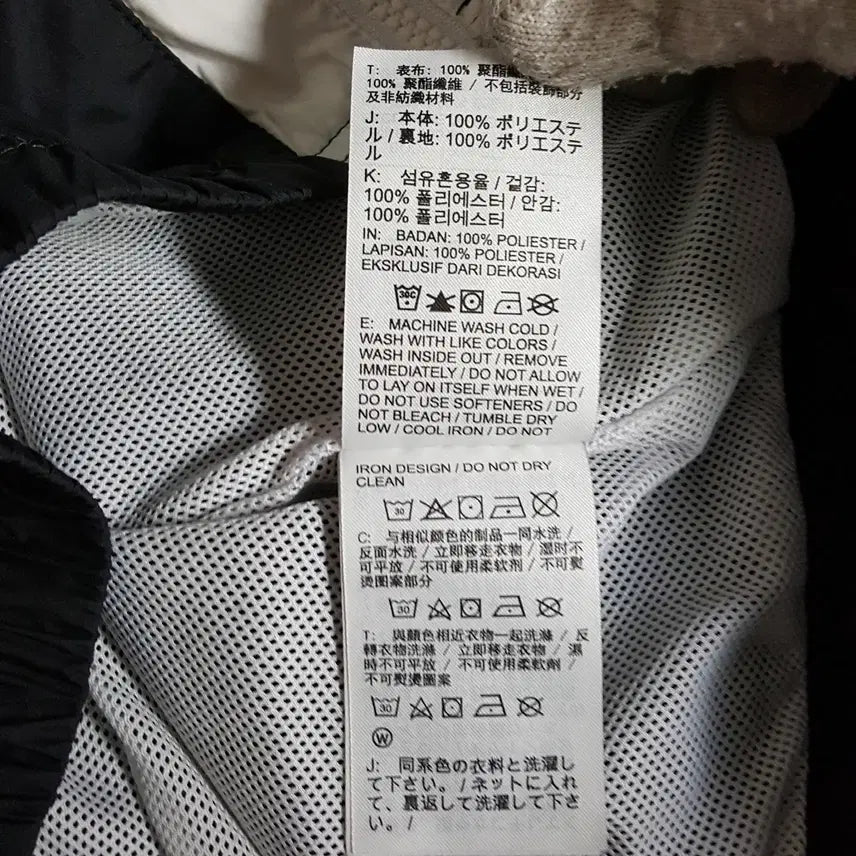 T: 表布: 100% 聚酯纖
100% 聚酯纖維 / 不包括裝飾部分
及非紡織材料
J: 本体: 100% ポリエステ
ル / 裏地: 100% ポリエステ
ル
K: 섬유혼용율 / 겉감:
100% 폴리에스터 / 안감:
100% 폴리에스터
IN: BADAN: 100% POLIESTER /
LAPISAN: 100% POLIESTER /
EKSKLUSIF DARI DEKORASI
30C
E: MACHINE WASH COLD /
WASH WITH LIKE COLORS /
WASH INSIDE OUT / REMOVE
IMMEDIATELY / DO NOT ALLOW
TO LAY ON ITSELF WHEN WET /
DO NOT USE SOFTENERS / DO
NOT BLEACH / TUMBLE DRY
LOW / COOL IRON / DO NOT
IRON DESIGN / DO NOT DRY
CLEAN
30
C: 与相似颜色的制品一同水洗 /
反面水洗 / 立即移走衣物 / 湿时不
可平放 / 不可使用柔软剂 / 不可熨
烫图案部分
30
T: 與顏色相近衣物一起洗滌 / 反
轉衣物洗滌 / 立即移走衣物 / 濕
時不可平放 / 不可使用柔軟劑 /
不可熨燙圖案
30
W
J: 同系色の衣料と洗濯し
て下さい。/ ネットに入れ
て、裏返して洗濯して下さ
い。/